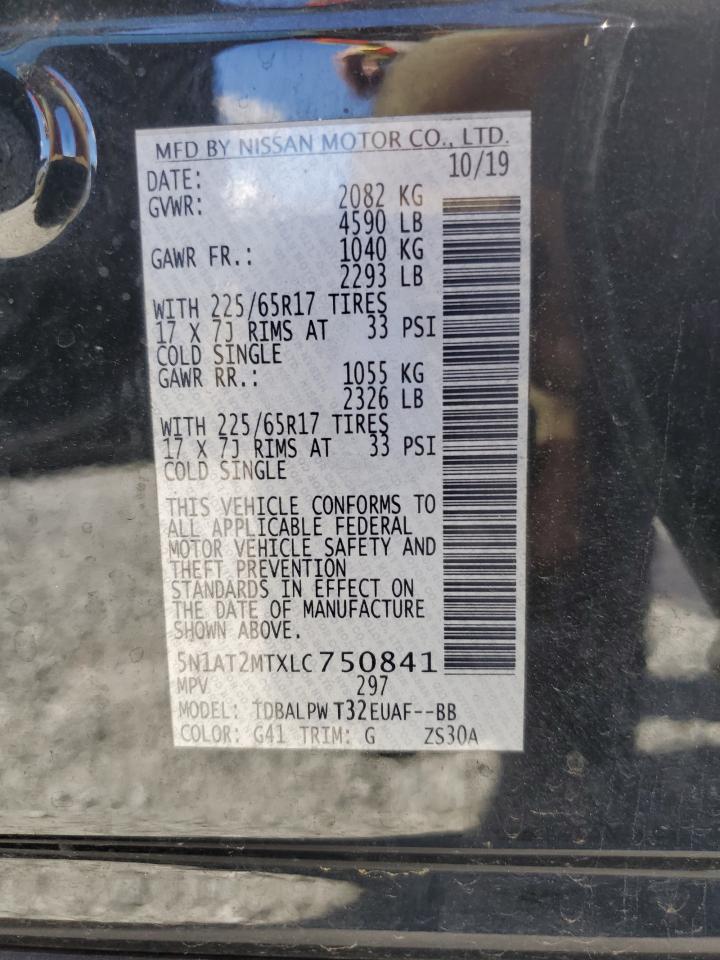 MFD BY NISSAN MOTOR CO., LTD.
DATE: 10/19
GVWR: 2082 KG
4590 LB
GAWR FR.: 1040 KG
2293 LB
WITH 225/65R17 TIRES
17 X 7J RIMS AT 33 PSI
COLD SINGLE
GAWR RR.: 1055 KG
2326 LB
WITH 225/65R17 TIRES
17 X 7J RIMS AT 33 PSI
COLD SINGLE
THIS VEHICLE CONFORMS TO
ALL APPLICABLE FEDERAL
MOTOR VEHICLE SAFETY AND
THEFT PREVENTION
STANDARDS IN EFFECT ON
THE DATE OF MANUFACTURE
SHOWN ABOVE.
5N1AT2MTXLC750841
MPV 297
MODEL: TDBALPW T32EUAF--BB
COLOR: G41 TRIM: G ZS30A